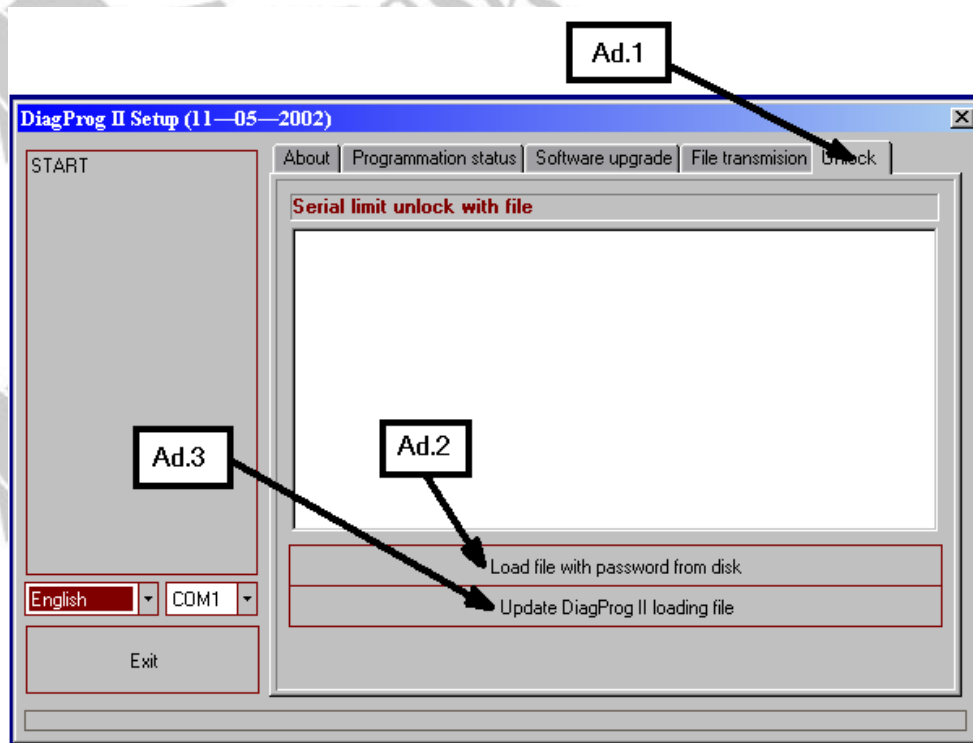 Ad.1
DiagProg II Setup (11—05—2002)
START
About Programmation status Software upgrade File transmision Unlock
Serial limit unlock with file
Ad.2
Ad.3
Load file with password from disk
English COM1
Update DiagProg II loading file
Exit